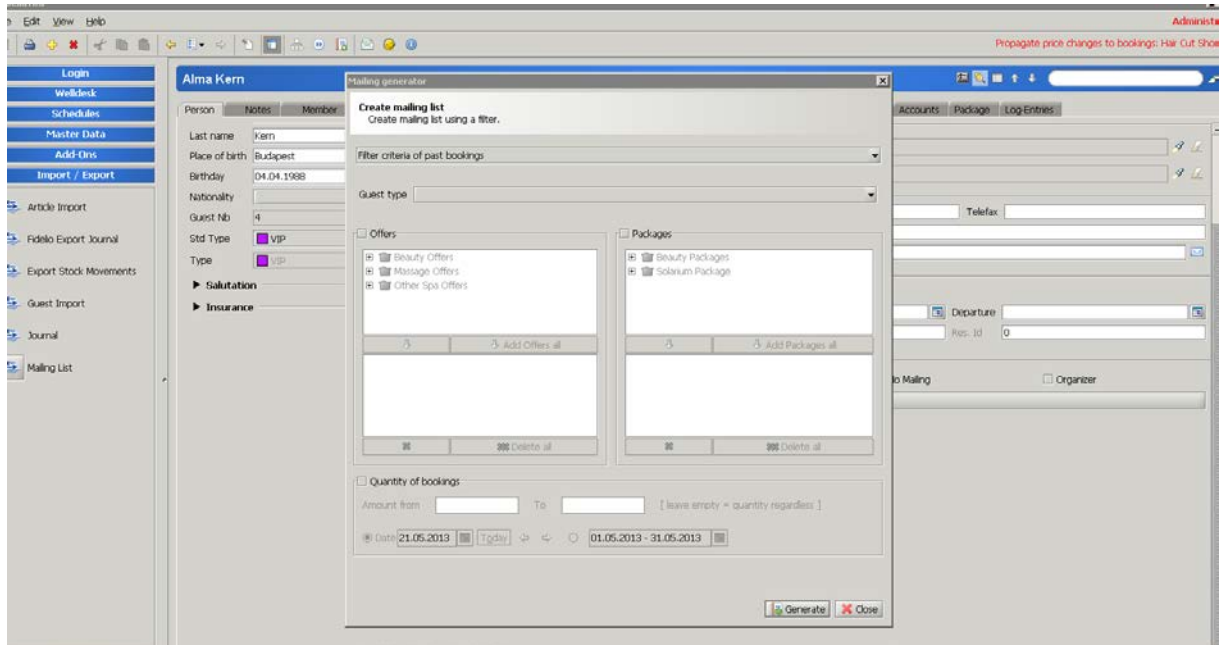 Edit View Help
Administ
Propagate price changes to bookings: Hair Cut Shor
Login
Welldesk
Schedules
Master Data
Add-Ons
Import / Export
Article Import
Fidelio Export Journal
Export Stock Movements
Guest Import
Journal
Mailing List
Alma Kern
Person Notes Member
Last name Kern
Place of birth Budapest
Birthday 04.04.1988
Nationality
Guest Nb 4
Std Type VIP
Type VIP
Salutation
Insurance
Mailing generator
Create mailing list
Create mailing list using a filter.
Filter criteria of past bookings
Guest type
Offers
Beauty Offers
Massage Offers
Other Spa Offers
Add Offers all
Delete all
Packages
Beauty Packages
Solarium Package
Add Packages all
Delete all
Quantity of bookings
Amount from To [ leave empty = quantity regardless ]
Date 21.05.2013 Today 01.05.2013 - 31.05.2013
Generate Close
Accounts Package Log-Entries
Telefax
Departure
Res. Id 0
lo Mailing Organizer